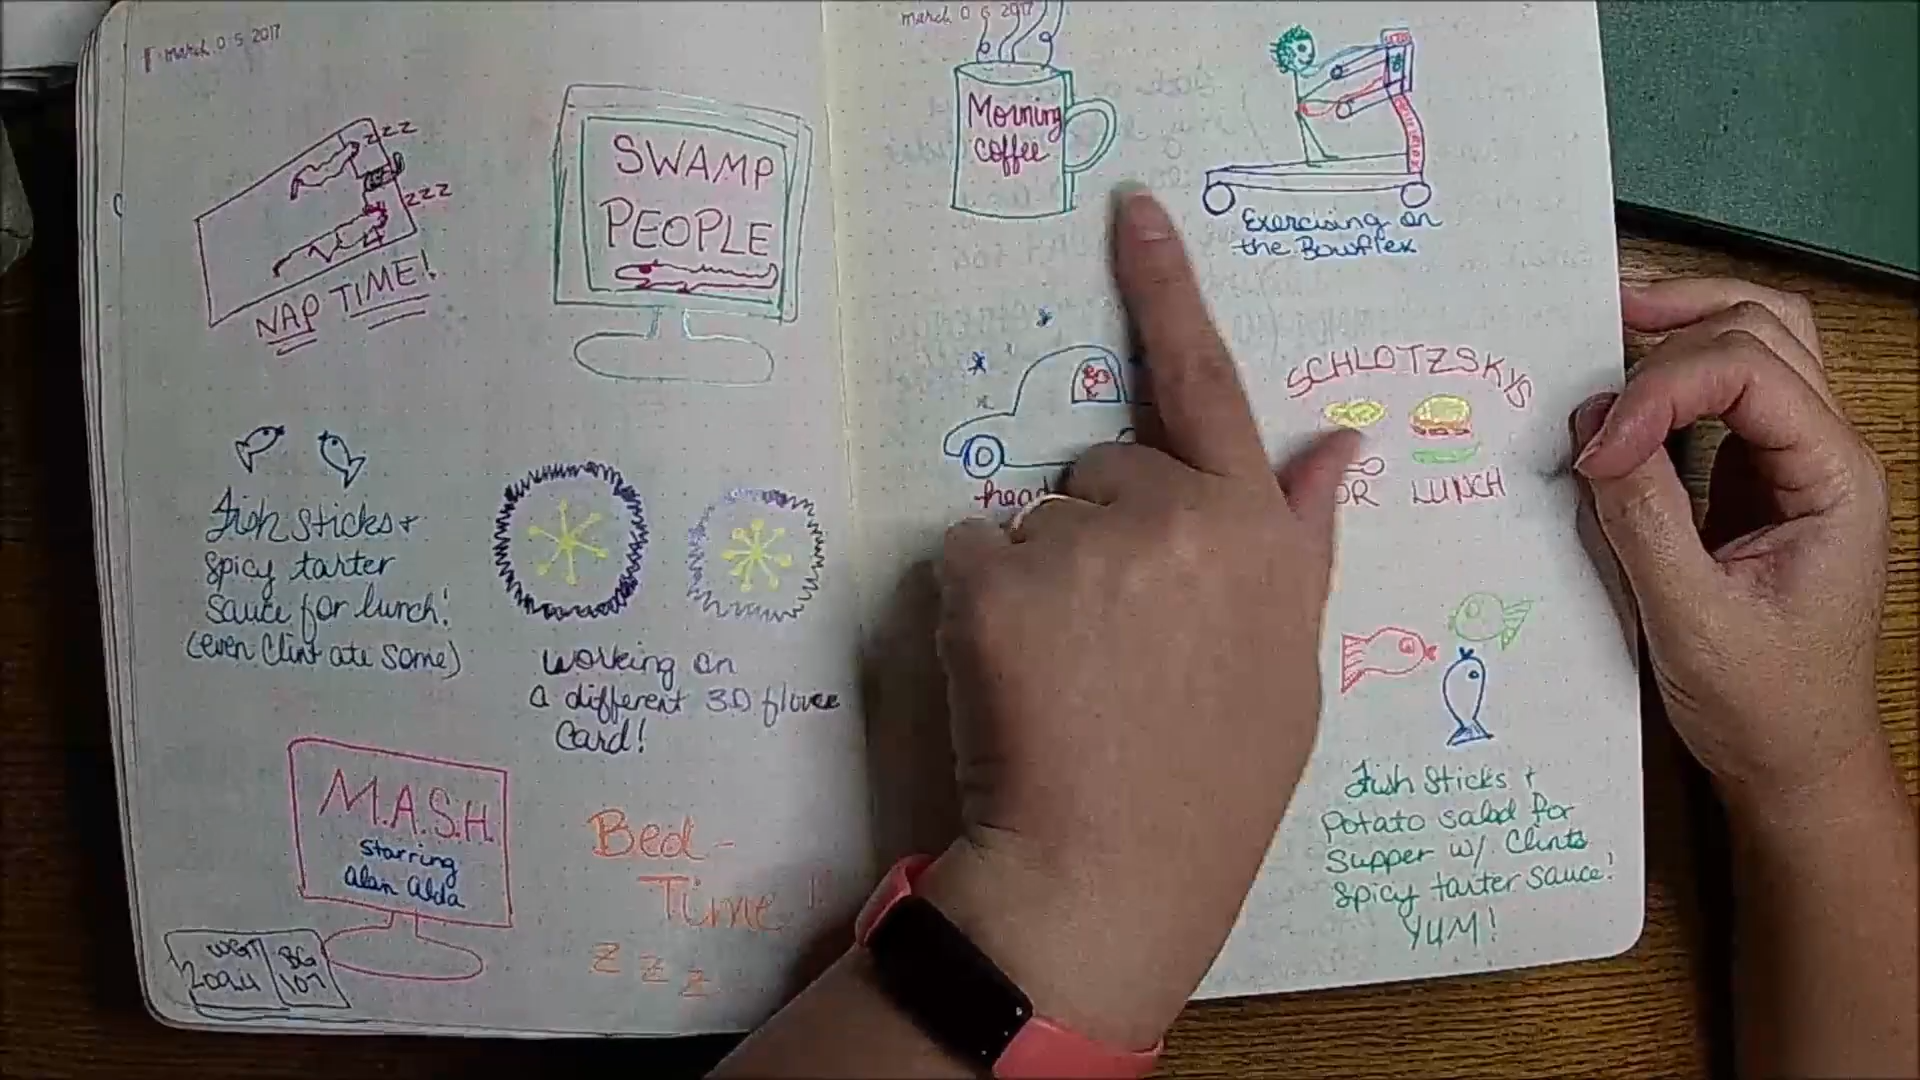 March 05 2017
zzz
zzz
NAP TIME!
SWAMP
PEOPLE
Fish sticks +
spicy tarter
sauce for lunch!
(even Clint ate some)
working on
a different 3D flower
Card!
M.A.S.H.
starring
Alan Alda
WGT
209.4
BG
107
Bed-
Time !!
z z z
March 06 2017
Morning
coffee
Exercising on
the Bowflex
head
SCHLOTZSKYS
OR LUNCH
Fish Sticks +
Potato salad for
Supper w/ Clints
Spicy tarter Sauce!
YUM!